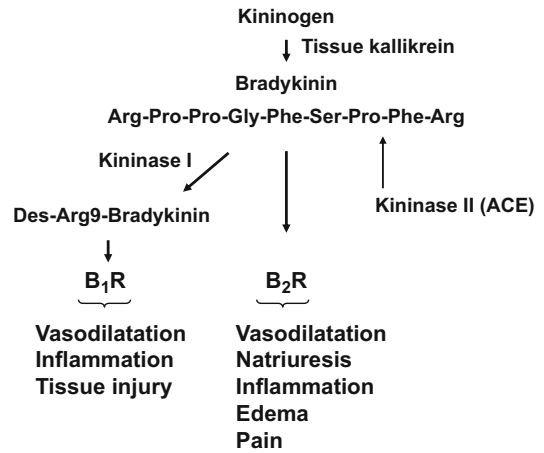 Kininogen
Tissue kallikrein
Bradykinin
Arg-Pro-Pro-Gly-Phe-Ser-Pro-Phe-Arg
Kininase I
Kininase II (ACE)
Des-Arg9-Bradykinin
B₁R
B₂R
Vasodilatation
Inflammation
Tissue injury
Vasodilatation
Natriuresis
Inflammation
Edema
Pain